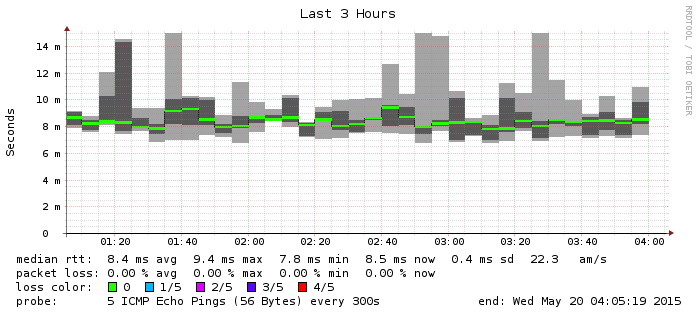 Last 3 Hours
RRDTOOL / TOBI OETIKER
Seconds
14 m
12 m
10 m
8 m
6 m
4 m
2 m
0
01:20 01:40 02:00 02:20 02:40 03:00 03:20 03:40 04:00
median rtt: 8.4 ms avg 9.4 ms max 7.8 ms min 8.5 ms now 0.4 ms sd 22.3 am/s
packet loss: 0.00 % avg 0.00 % max 0.00 % min 0.00 % now
loss color: 0 1/5 2/5 3/5 4/5
probe: 5 ICMP Echo Pings (56 Bytes) every 300s end: Wed May 20 04:05:19 2015